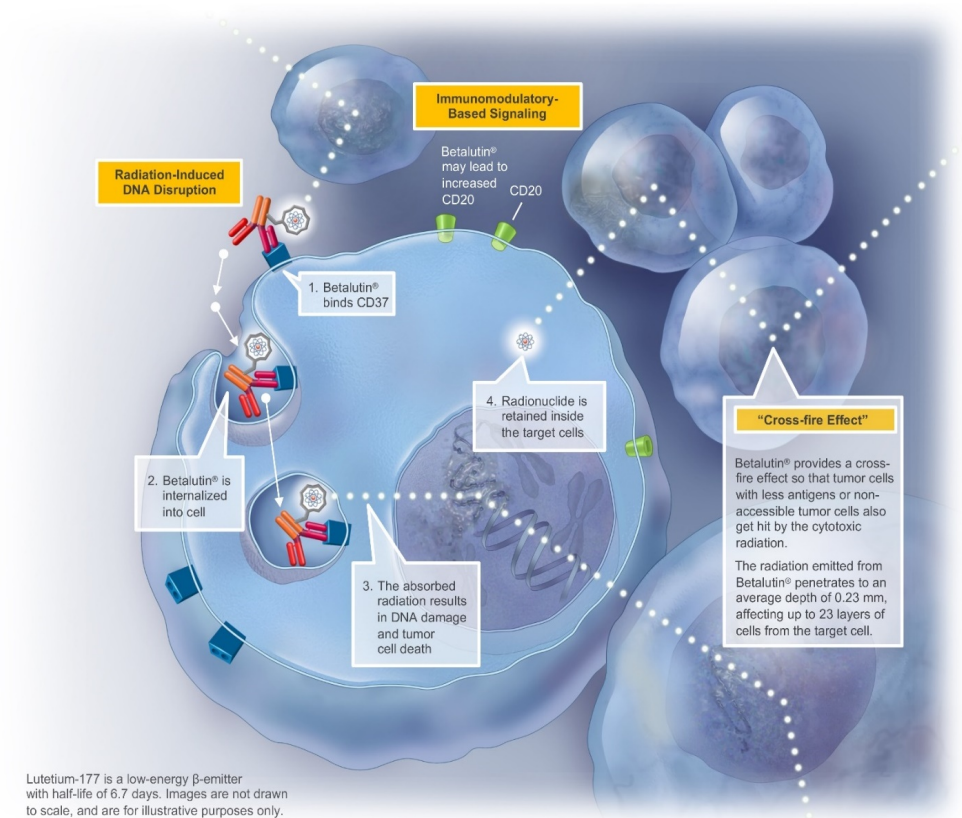 Immunomodulatory-
Based Signaling
Betalutin®
may lead to
increased
CD20
CD20
Radiation-Induced
DNA Disruption
1. Betalutin®
binds CD37
2. Betalutin® is
internalized
into cell
3. The absorbed
radiation results
in DNA damage
and tumor
cell death
4. Radionuclide is
retained inside
the target cells
“Cross-fire Effect”
Betalutin® provides a cross-
fire effect so that tumor cells
with less antigens or non-
accessible tumor cells also
get hit by the cytotoxic
radiation.
The radiation emitted from
Betalutin® penetrates to an
average depth of 0.23 mm,
affecting up to 23 layers of
cells from the target cell.
Lutetium-177 is a low-energy β-emitter
with half-life of 6.7 days. Images are not drawn
to scale, and are for illustrative purposes only.